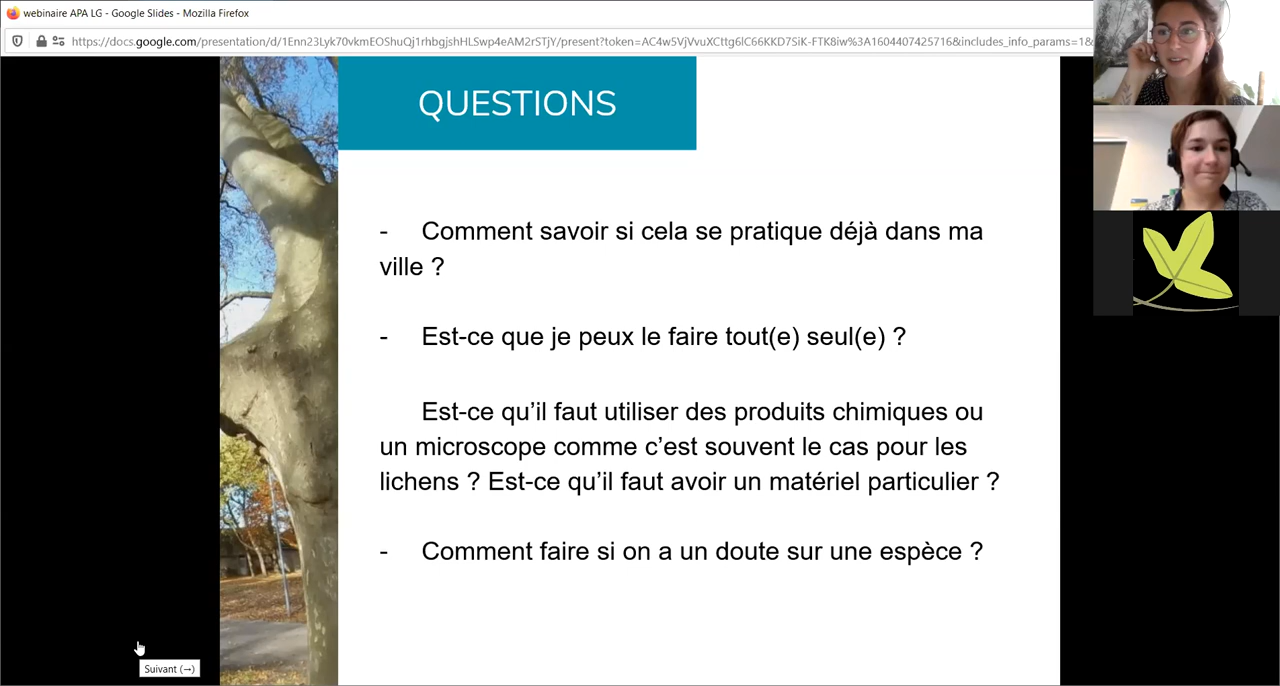 webinaire APA LG - Google Slides - Mozilla Firefox
https://docs.google.com/presentation/d/1Enn23Lyk70vkmEOShuQj1rhbgjshHLSwp4eAM2rSTjY/present?token=AC4w5VjVvuXCttg6lC66KKD7SiK-FTK8iw%3A1604407425716&includes_info_params=1&
QUESTIONS
- Comment savoir si cela se pratique déjà dans ma
ville ?
- Est-ce que je peux le faire tout(e) seul(e) ?
Est-ce qu’il faut utiliser des produits chimiques ou
un microscope comme c’est souvent le cas pour les
lichens ? Est-ce qu’il faut avoir un matériel particulier ?
- Comment faire si on a un doute sur une espèce ?
Suivant (→)